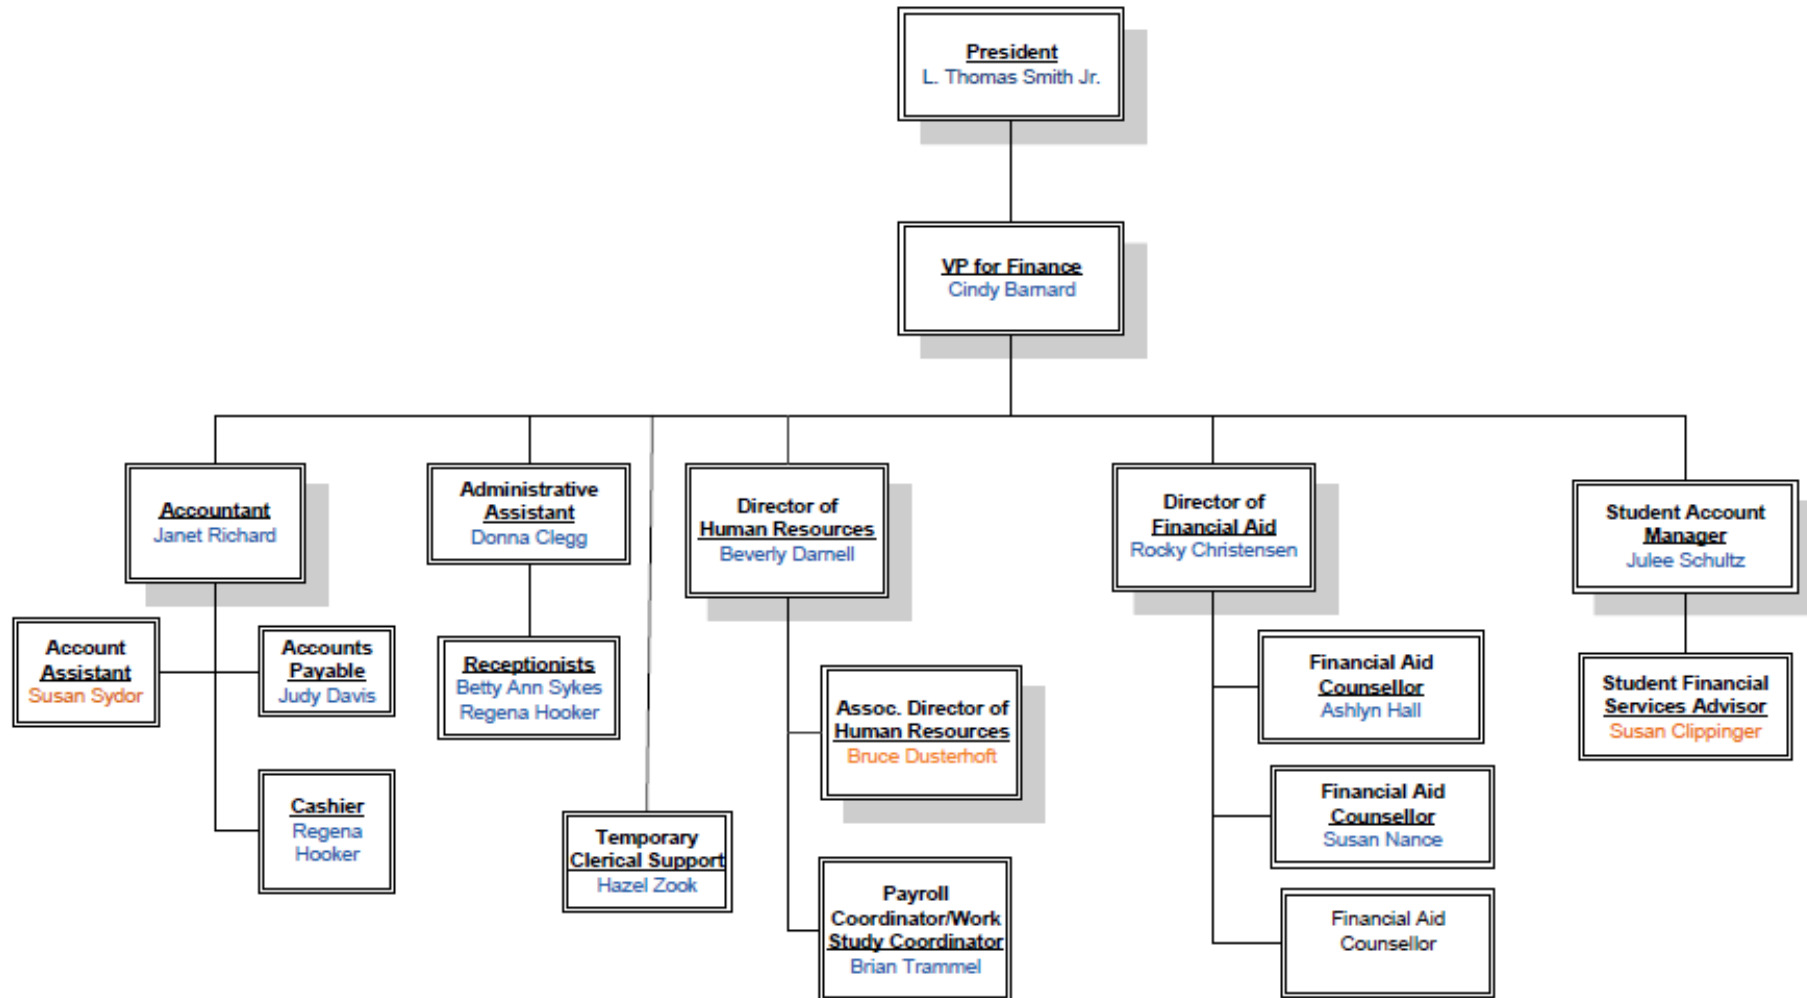 President
L. Thomas Smith Jr.
VP for Finance
Cindy Barnard
Accountant
Janet Richard
Administrative
Assistant
Donna Clegg
Director of
Human Resources
Beverly Darnell
Director of
Financial Aid
Rocky Christensen
Student Account
Manager
Julee Schultz
Account
Assistant
Susan Sydor
Accounts
Payable
Judy Davis
Receptionists
Betty Ann Sykes
Regena Hooker
Assoc. Director of
Human Resources
Bruce Dusterhoft
Financial Aid
Counsellor
Ashlyn Hall
Student Financial
Services Advisor
Susan Clippinger
Cashier
Regena
Hooker
Temporary
Clerical Support
Hazel Zook
Payroll
Coordinator/Work
Study Coordinator
Brian Trammel
Financial Aid
Counsellor
Susan Nance
Financial Aid
Counsellor